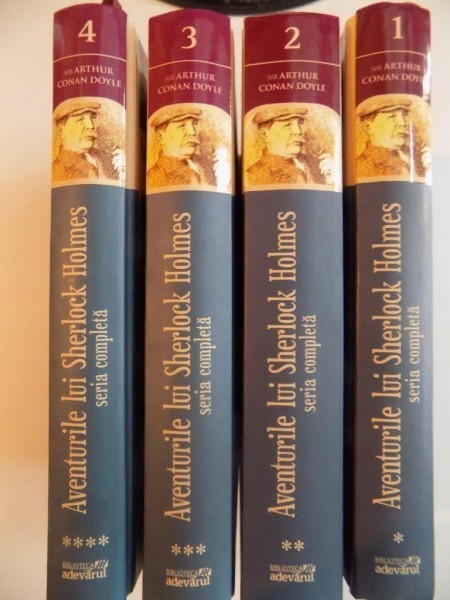 4
SIR ARTHUR
CONAN DOYLE
Aventurile lui Sherlock Holmes
seria completă
****
BIBLIOTECA
adevărul
3
SIR ARTHUR
CONAN DOYLE
Aventurile lui Sherlock Holmes
seria completă
***
BIBLIOTECA
adevărul
2
SIR ARTHUR
CONAN DOYLE
Aventurile lui Sherlock Holmes
seria completă
**
BIBLIOTECA
adevărul
1
SIR ARTHUR
CONAN DOYLE
Aventurile lui Sherlock Holmes
seria completă
*
BIBLIOTECA
adevărul